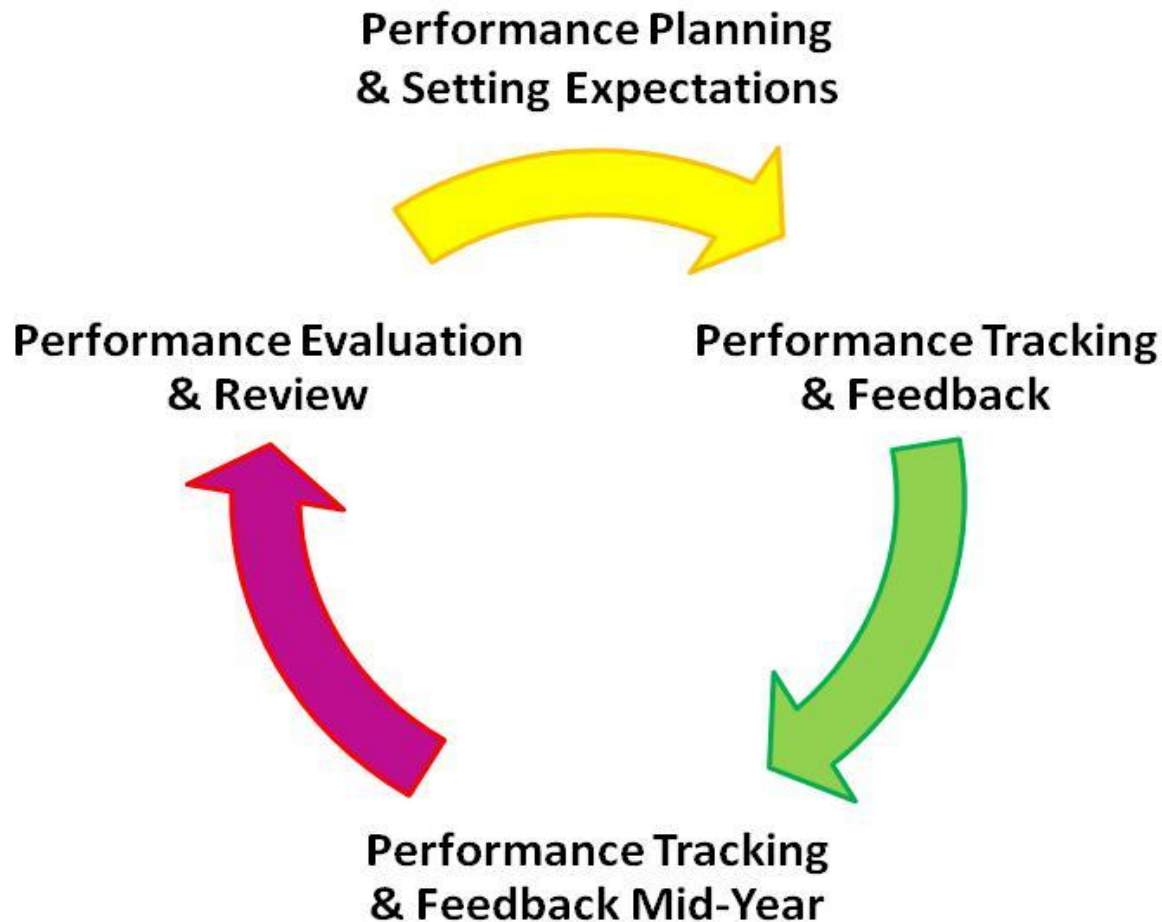 Performance Planning
& Setting Expectations
Performance Evaluation
& Review
Performance Tracking
& Feedback
Performance Tracking
& Feedback Mid-Year